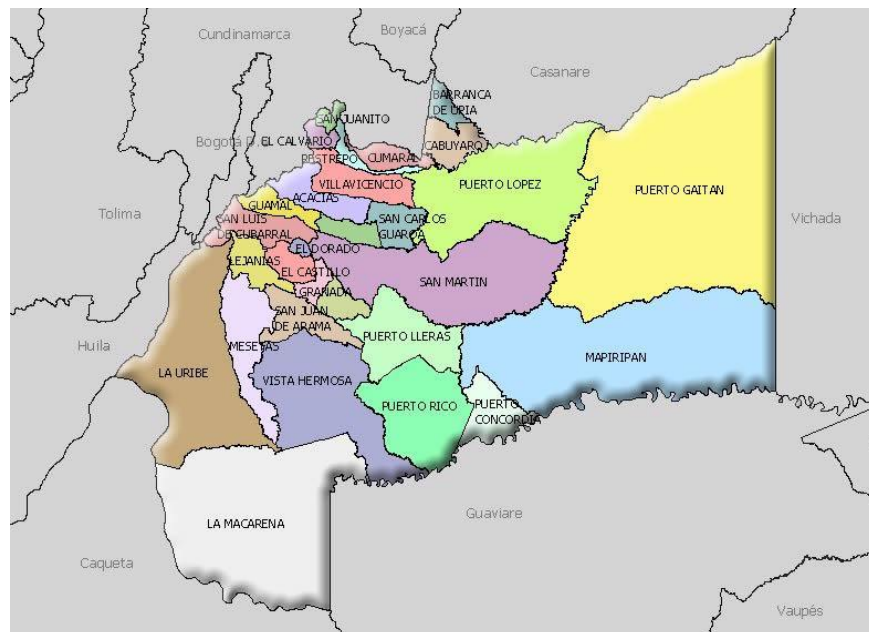 Boyacá
Cundinamarca
Casanare
BARRANCA
DE UPIA
SAN JUANITO
Bogotá D.C.
EL CALVARIO
CABUYARO
RESTREPO
CUMARAL
VILLAVICENCIO
PUERTO LOPEZ
PUERTO GAITAN
ACACIAS
GUAMAL
Tolima
SAN LUIS
DE CUBARRAL
SAN CARLOS
GUAROA
Vichada
EL DORADO
LEJANIAS
EL CASTILLO
SAN MARTIN
GRANADA
SAN JUAN
DE ARAMA
PUERTO LLERAS
Huila
MESETAS
MAPIRIPAN
LA URIBE
VISTA HERMOSA
PUERTO RICO
PUERTO
CONCORDIA
Guaviare
LA MACARENA
Caqueta
Vaupés